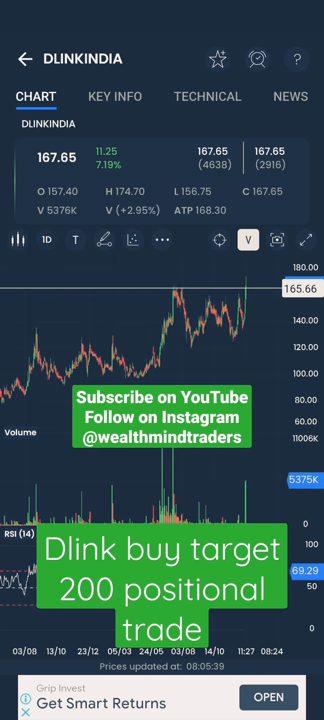 DLINKINDIA
?
CHART KEY INFO TECHNICAL NEWS
DLINKINDIA
167.65 11.25 167.65 167.65
7.19% (4638) (2916)
O 157.40 H 174.70 L 156.75 C 167.65
V 5376K V (+2.95%) ATP 168.30
1D T V
180.00
165.66
140.00
120.00
100.00
80.00
60.00
Subscribe on YouTube
Follow on Instagram
@wealthmindtraders
Volume
11006K
5375K
0
RSI (14)
100
69.29
50
0
Dlink buy target
200 positional
trade
03/08 13/10 23/12 05/03 24/05 03/08 11:27 08:24
Prices updated at: 08:05:39
Grip Invest
Get Smart Returns
OPEN